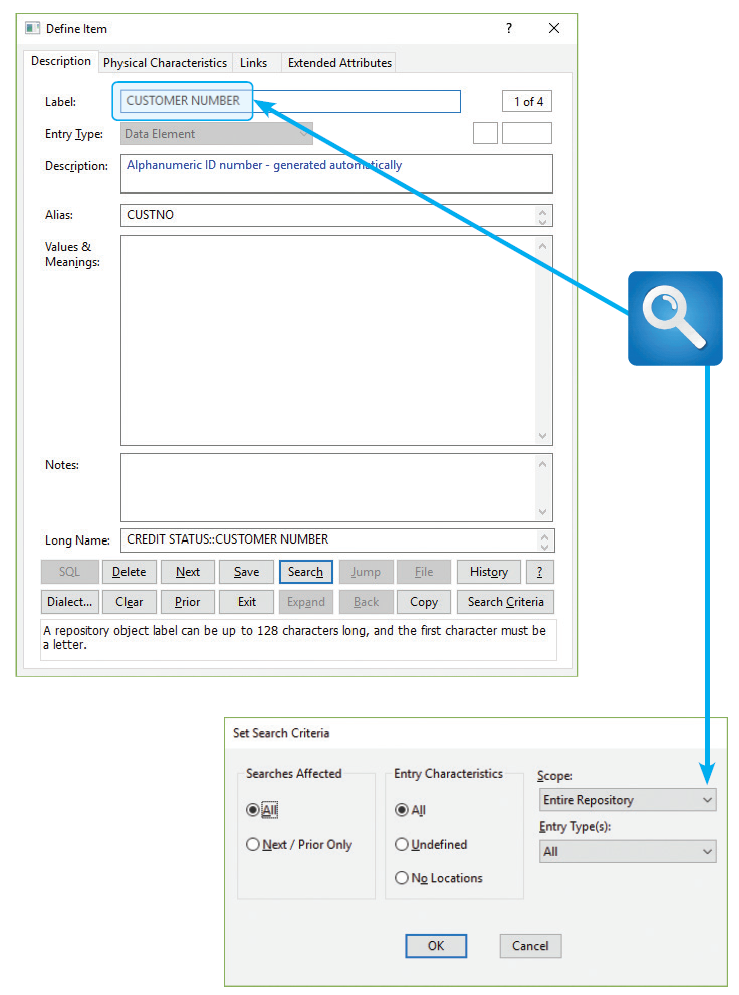 Define Item
?
Description Physical Characteristics Links Extended Attributes
Label: CUSTOMER NUMBER 1 of 4
Entry Type: Data Element
Description: Alphanumeric ID number - generated automatically
Alias: CUSTNO
Values &
Meanings:
Notes:
Long Name: CREDIT STATUS::CUSTOMER NUMBER
SQL Delete Next Save Search Jump File History ?
Dialect... Clear Prior Exit Expand Back Copy Search Criteria
A repository object label can be up to 128 characters long, and the first character must be
a letter.
Set Search Criteria
Searches Affected
All
Next / Prior Only
Entry Characteristics
All
Undefined
No Locations
Scope:
Entire Repository
Entry Type(s):
All
OK Cancel